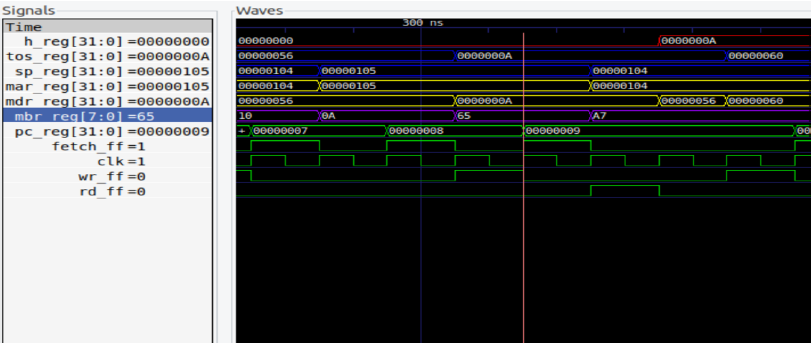 Signals
Waves
Time
300 ns
h_reg[31:0] =00000000
00000000 0000000A
tos_reg[31:0] =0000000A
00000056 0000000A 00000060
sp_reg[31:0] =00000105
00000104 00000105 00000104
mar_reg[31:0] =00000105
00000104 00000105 00000104
mdr_reg[31:0] =0000000A
00000056 0000000A 00000056 00000060
mbr_reg[7:0] =65
10 0A 65 A7
pc_reg[31:0] =00000009
+ 00000007 00000008 00000009 00
fetch_ff =1
clk =1
wr_ff =0
rd_ff =0